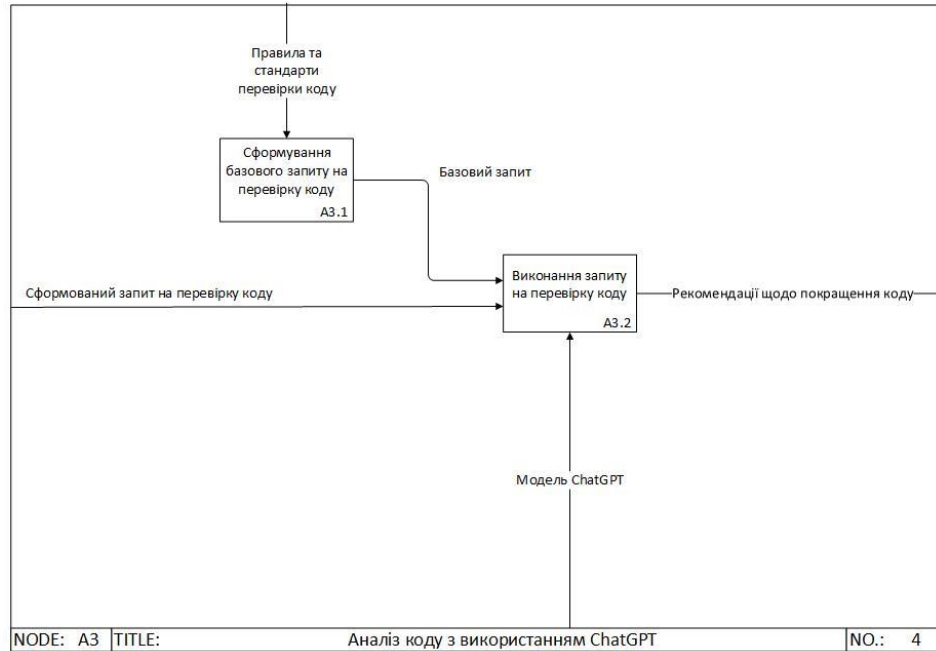 Правила та
стандарти
перевірки коду
Сформування
базового запиту на
перевірку коду
А3.1
Базовий запит
Сформований запит на перевірку коду
Виконання запиту
на перевірку коду
А3.2
Рекомендації щодо покращення коду
Модель ChatGPT
NODE: A3 TITLE: Аналіз коду з використанням ChatGPT NO.: 4